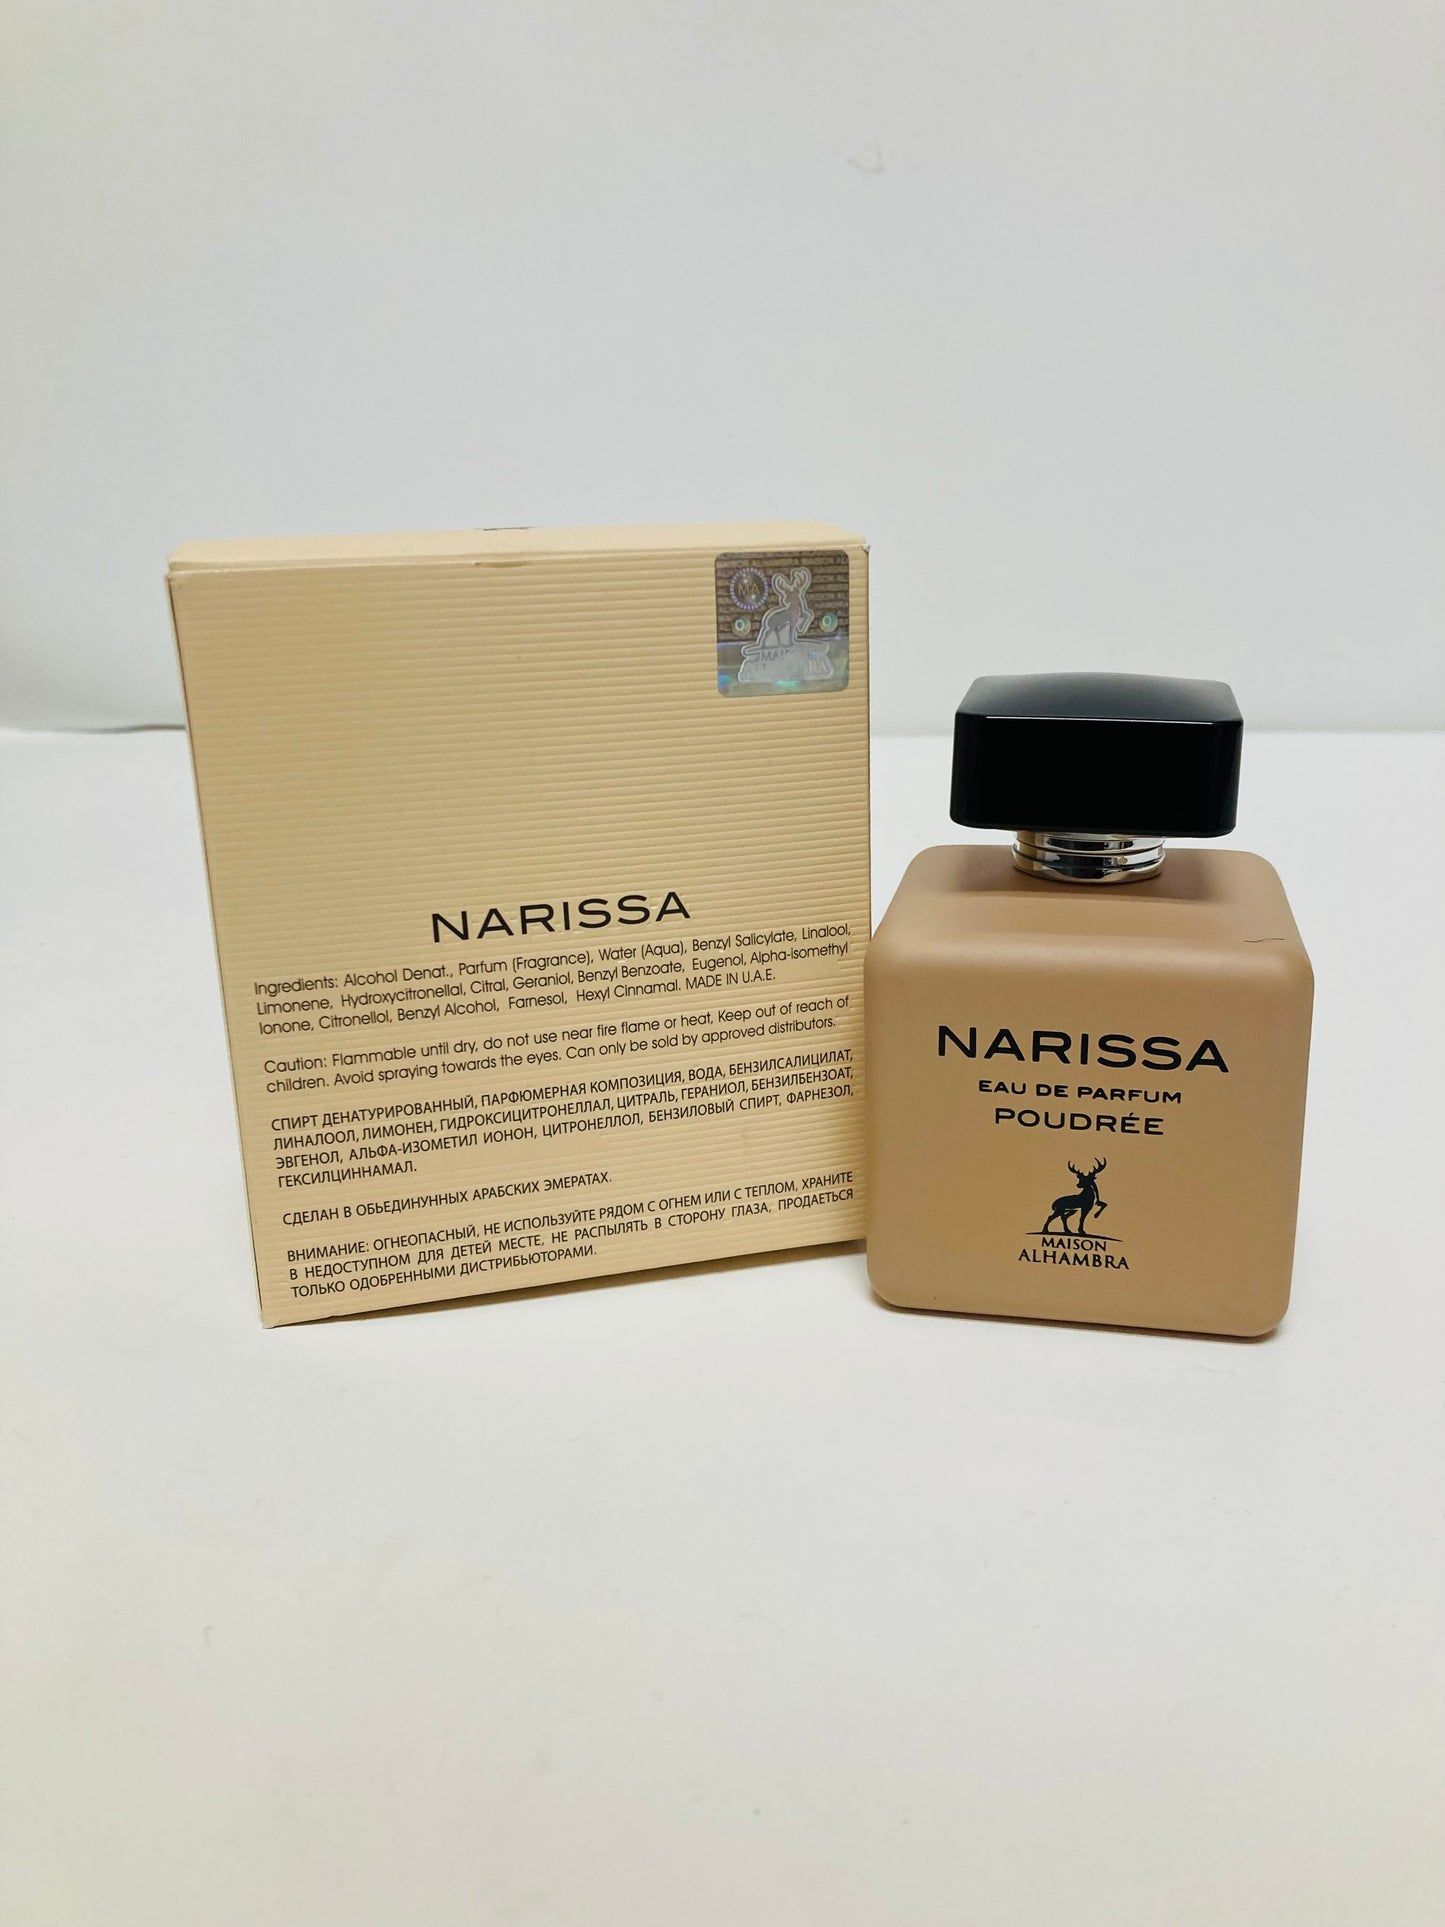 MA
MAISON
NARISSA
Ingredients: Alcohol Denat., Parfum (Fragrance), Water (Aqua), Benzyl Salicylate, Linalool,
Limonene, Hydroxycitronellal, Citral, Geraniol, Benzyl Benzoate, Eugenol, Alpha-isomethyl
Ionone, Citronellol, Benzyl Alcohol, Farnesol, Hexyl Cinnamal. MADE IN U.A.E.
Caution: Flammable until dry, do not use near fire flame or heat, Keep out of reach of
children. Avoid spraying towards the eyes. Can only be sold by approved distributors.
СПИРТ ДЕНАТУРИРОВАННЫЙ, ПАРФЮМЕРНАЯ КОМПОЗИЦИЯ, ВОДА, БЕНЗИЛСАЛИЦИЛАТ,
ЛИНАЛООЛ, ЛИМОНЕН, ГИДРОКСИЦИТРОНЕЛЛАЛ, ЦИТРАЛЬ, ГЕРАНИОЛ, БЕНЗИЛБЕНЗОАТ,
ЭВГЕНОЛ, АЛЬФА-ИЗОМЕТИЛ ИОНОН, ЦИТРОНЕЛЛОЛ, БЕНЗИЛОВЫЙ СПИРТ, ФАРНЕЗОЛ,
ГЕКСИЛЦИННАМАЛ.
СДЕЛАН В ОБЬЕДИНУННЫХ АРАБСКИХ ЭМЕРАТАХ.
ВНИМАНИЕ: ОГНЕОПАСНЫЙ, НЕ ИСПОЛЬЗУЙТЕ РЯДОМ С ОГНЕМ ИЛИ С ТЕПЛОМ, ХРАНИТЕ
В НЕДОСТУПНОМ ДЛЯ ДЕТЕЙ МЕСТЕ, НЕ РАСПЫЛЯТЬ В СТОРОНУ ГЛАЗА, ПРОДАЕТЬСЯ
ТОЛЬКО ОДОБРЕННЫМИ ДИСТРИБЬЮТОРАМИ.
NARISSA
EAU DE PARFUM
POUDRÉE
MAISON
ALHAMBRA